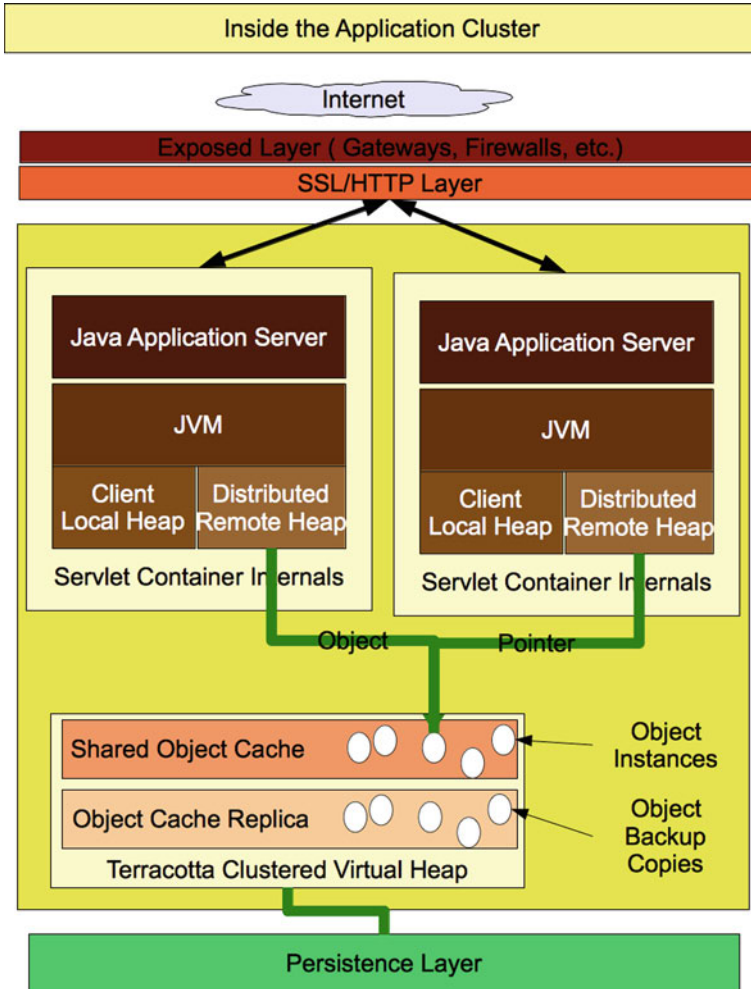 Inside the Application Cluster
Internet
Exposed Layer ( Gateways, Firewalls, etc.)
SSL/HTTP Layer
Java Application Server
JVM
Client
Local Heap
Distributed
Remote Heap
Servlet Container Internals
Java Application Server
JVM
Client
Local Heap
Distributed
Remote Heap
Servlet Container Internals
Object
Pointer
Shared Object Cache
Object
Instances
Object Cache Replica
Object
Backup
Copies
Terracotta Clustered Virtual Heap
Persistence Layer